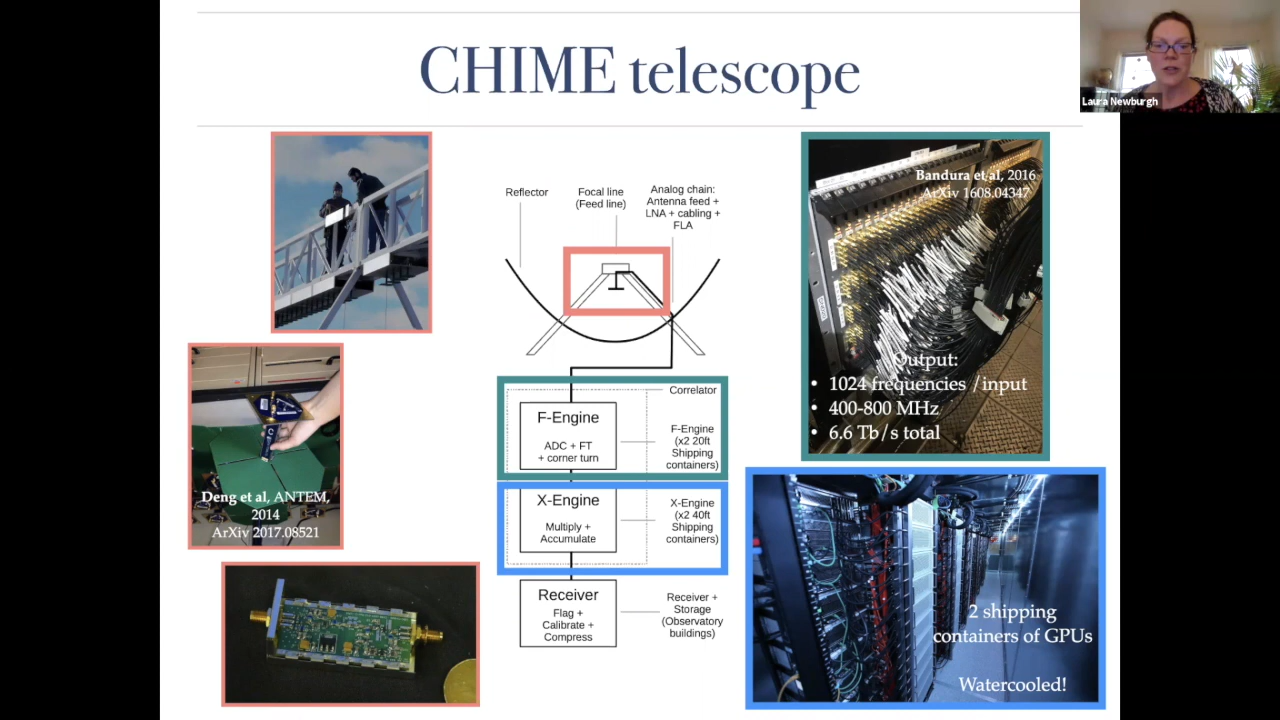 CHIME telescope
Laura Newburgh
Reflector
Focal line
(Feed line)
Analog chain:
Antenna feed +
LNA + cabling +
FLA
Bandura et al, 2016
ArXiv 1608.04347
Output:
• 1024 frequencies /input
• 400-800 MHz
• 6.6 Tb/s total
Deng et al, ANTEM,
2014
ArXiv 2017.08521
Correlator
F-Engine
ADC + FT
+ corner turn
F-Engine
(x2 20ft
Shipping
containers)
X-Engine
Multiply +
Accumulate
X-Engine
(x2 40ft
Shipping
containers)
Receiver
Flag +
Calibrate +
Compress
Receiver +
Storage
(Observatory
buildings)
2 shipping
containers of GPUs
Watercooled!